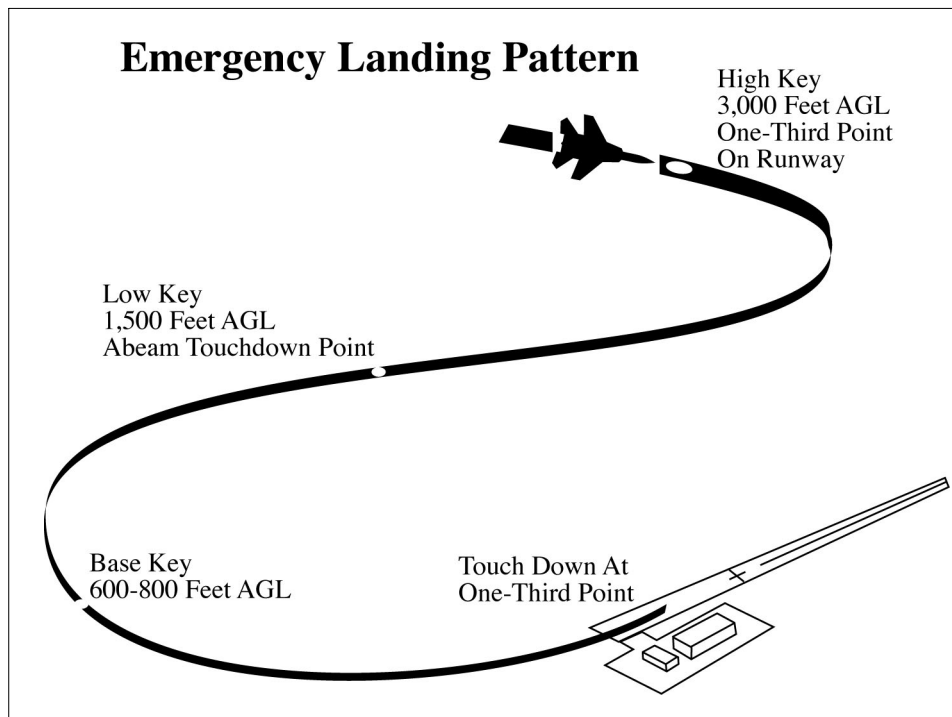 Emergency Landing Pattern
High Key
3,000 Feet AGL
One-Third Point
On Runway
Low Key
1,500 Feet AGL
Abeam Touchdown Point
Base Key
600-800 Feet AGL
Touch Down At
One-Third Point